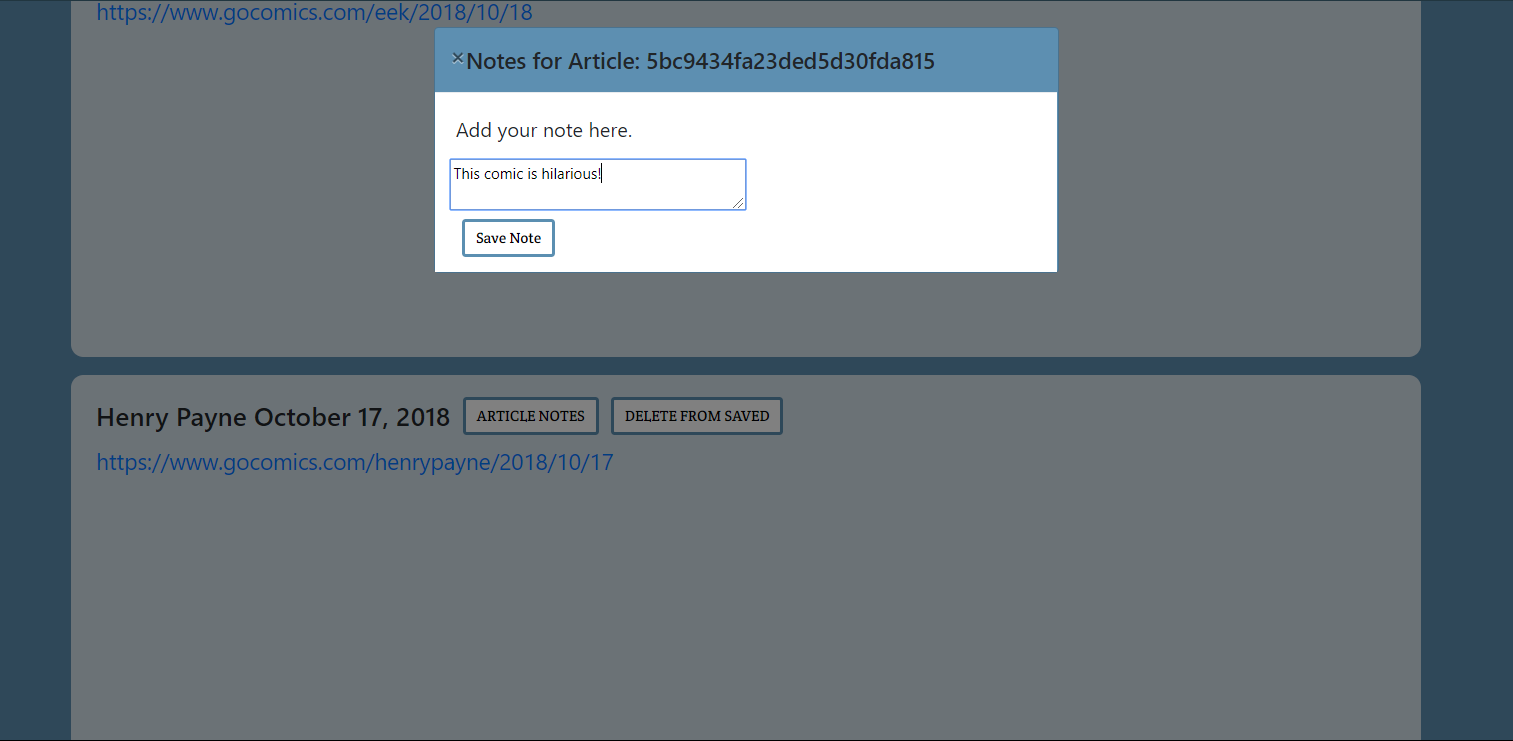 https://www.gocomics.com/eek/2018/10/18
×Notes for Article: 5bc9434fa23ded5d30fda815
Add your note here.
This comic is hilarious!
Save Note
Henry Payne October 17, 2018 ARTICLE NOTES DELETE FROM SAVED
https://www.gocomics.com/henrypayne/2018/10/17